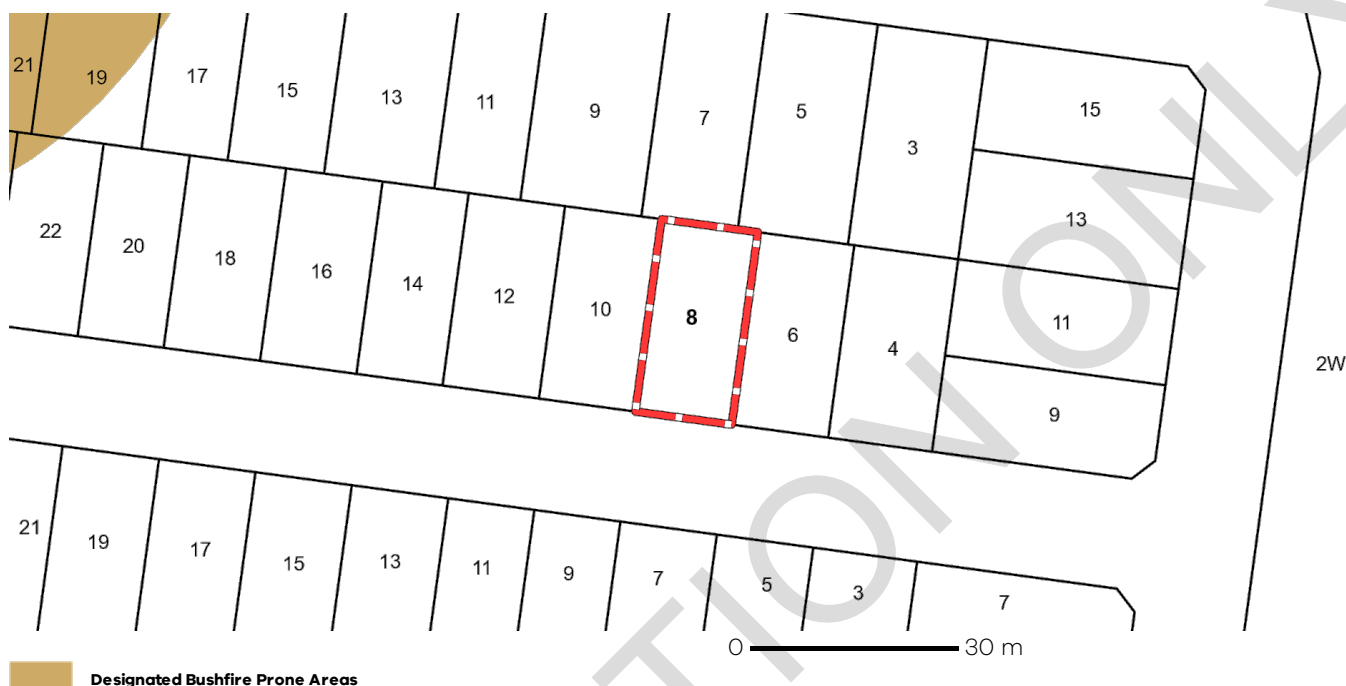 21 19 17 15 13 11 9 7 5 3 15
13
22 20 18 16 14 12 10 8 6 4 11
9
2W
21 19 17 15 13 11 9 7 5 3 7
0 30 m
Designated Bushfire Prone Areas
TION ONLY